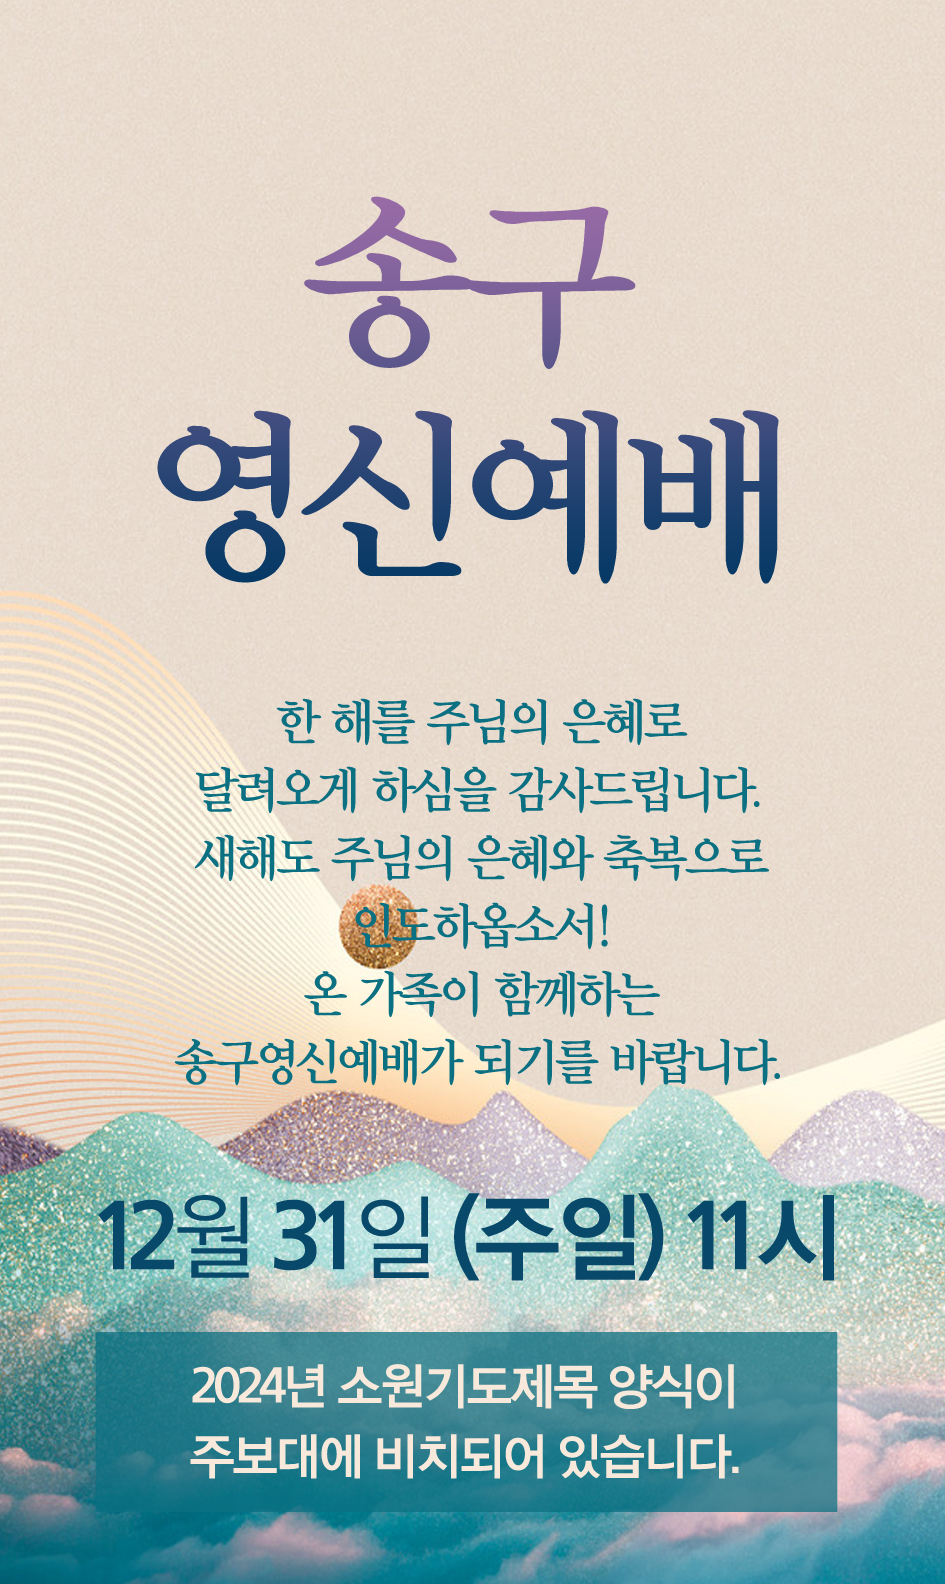 송구
영신예배
한 해를 주님의 은혜로
달려오게 하심을 감사드립니다.
새해도 주님의 은혜와 축복으로
인도하옵소서!
온 가족이 함께하는
송구영신예배가 되기를 바랍니다.
12월 31일 (주일) 11시
2024년 소원기도제목 양식이
주보대에 비치되어 있습니다.